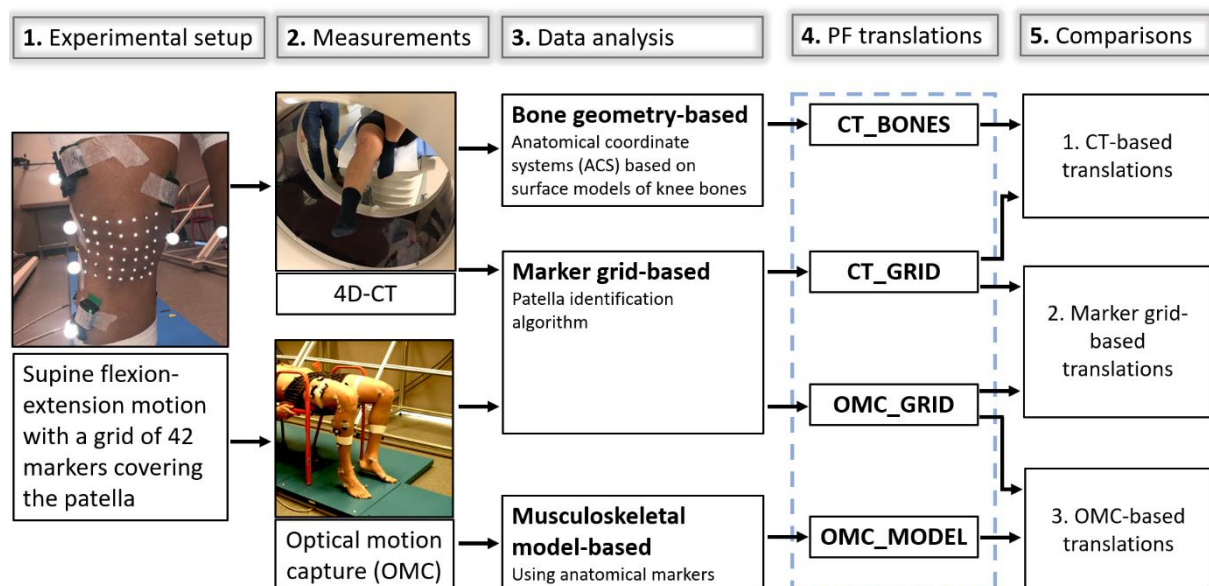 1. Experimental setup
2. Measurements
3. Data analysis
4. PF translations
5. Comparisons
Supine flexion-
extension motion
with a grid of 42
markers covering
the patella
4D-CT
Optical motion
capture (OMC)
Bone geometry-based
Anatomical coordinate
systems (ACS) based on
surface models of knee bones
Marker grid-based
Patella identification
algorithm
Musculoskeletal
model-based
Using anatomical markers
CT_BONES
CT_GRID
OMC_GRID
OMC_MODEL
1. CT-based
translations
2. Marker grid-
based
translations
3. OMC-based
translations